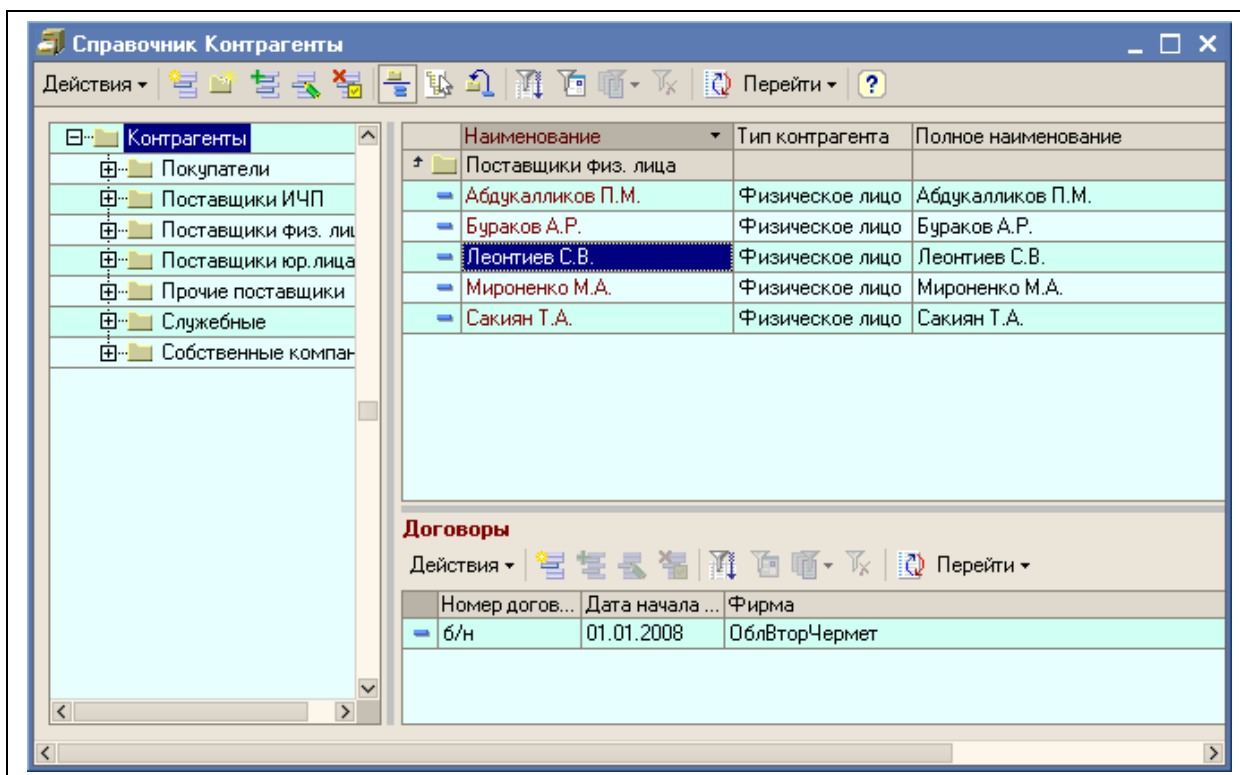 Справочник Контрагенты
Действия Перейти ?
Контрагенты
Покупатели
Поставщики ИЧП
Поставщики физ. лиц
Поставщики юр.лица
Прочие поставщики
Служебные
Собственные компан
Наименование Тип контрагента Полное наименование
Поставщики физ. лица
Абдукалликов П.М. Физическое лицо Абдукалликов П.М.
Бураков А.Р. Физическое лицо Бураков А.Р.
Леонтиев С.В. Физическое лицо Леонтиев С.В.
Мироненко М.А. Физическое лицо Мироненко М.А.
Сакиян Т.А. Физическое лицо Сакиян Т.А.
Договоры
Действия Перейти
Номер догов... Дата начала ... Фирма
б/н 01.01.2008 ОблВторЧермет